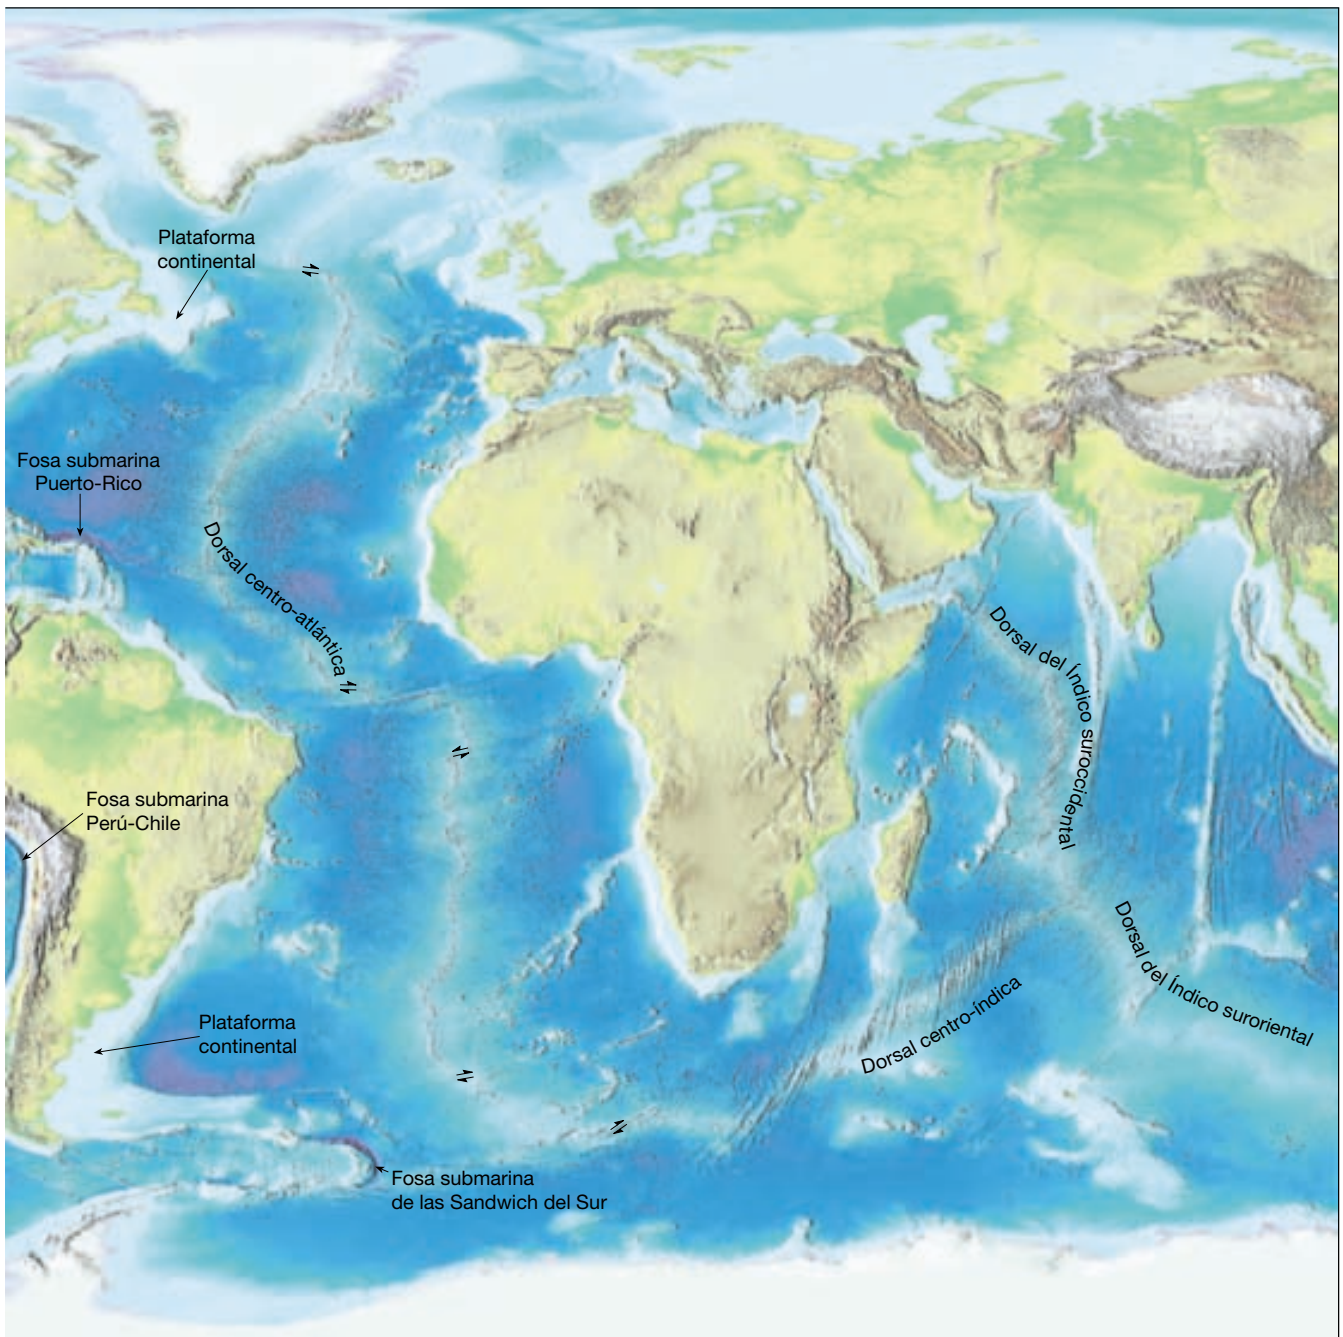 Plataforma
continental
Fosa submarina
Puerto-Rico
Dorsal centro-atlántica
Dorsal del Índico suroccidental
Fosa submarina
Perú-Chile
Dorsal del Índico suroriental
Dorsal centro-índica
Plataforma
continental
Fosa submarina
de las Sandwich del Sur